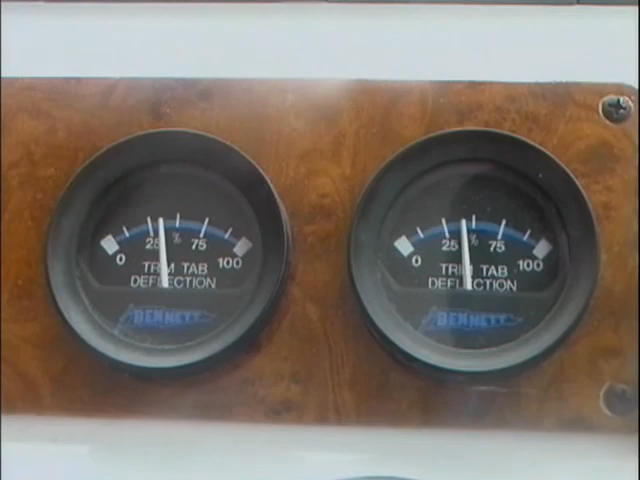 25 % 75
0 100
TRIM TAB
DEFLECTION
BENNETT
25 % 75
0 100
TRIM TAB
DEFLECTION
BENNETT